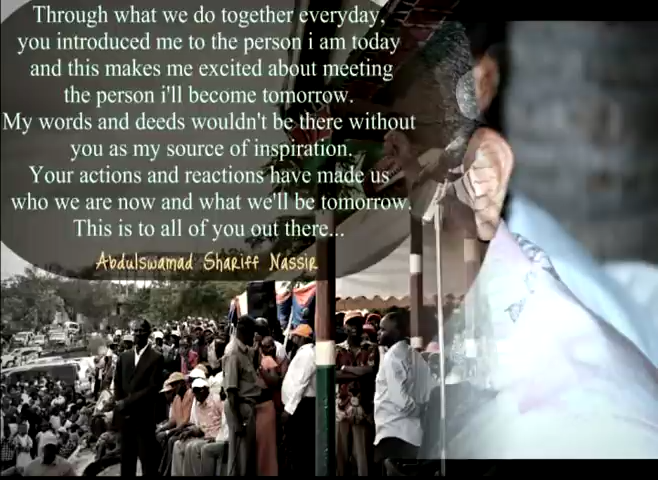 Through what we do together everyday,
you introduced me to the person i am today
and this makes me excited about meeting
the person i'll become tomorrow.
My words and deeds wouldn't be there without
you as my source of inspiration.
Your actions and reactions have made us
who we are now and what we'll be tomorrow.
This is to all of you out there...
Abdulswamad Shariff Nassir